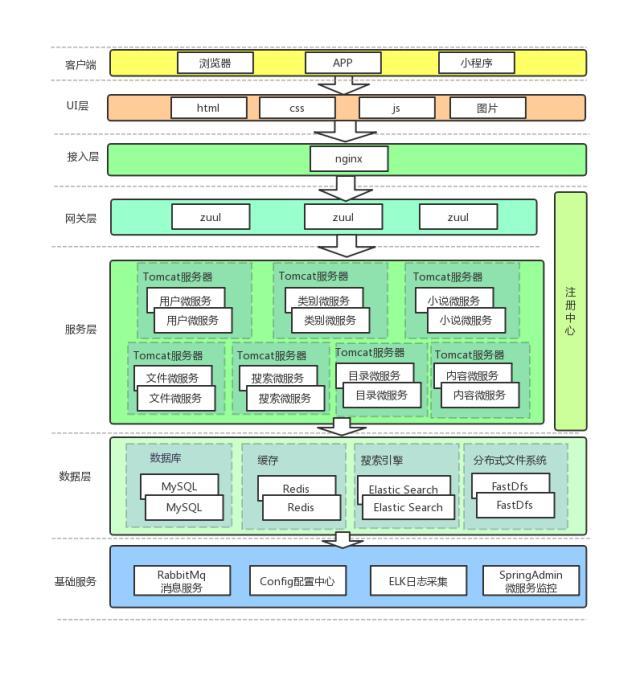 客户端
浏览器
APP
小程序
UI层
html
css
js
图片
接入层
nginx
网关层
zuul
zuul
zuul
注册中心
服务层
Tomcat服务器
用户微服务
用户微服务
Tomcat服务器
类别微服务
类别微服务
Tomcat服务器
小说微服务
小说微服务
Tomcat服务器
文件微服务
文件微服务
Tomcat服务器
搜索微服务
搜索微服务
Tomcat服务器
目录微服务
目录微服务
Tomcat服务器
内容微服务
内容微服务
数据层
数据库
MySQL
MySQL
缓存
Redis
Redis
搜索引擎
Elastic Search
Elastic Search
分布式文件系统
FastDfs
FastDfs
基础服务
RabbitMq
消息服务
Config配置中心
ELK日志采集
SpringAdmin
微服务监控